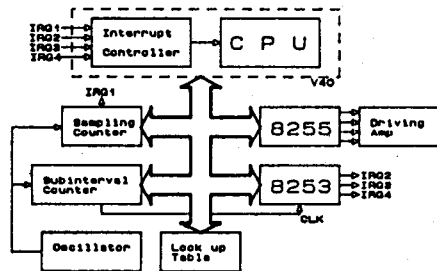 IRQ1
IRQ2
IRQ3
IRQ4
Interrupt
Controller
C P U
V40
IRQ1
Sampling
Counter
8255
Driving
Amp
Subinterval
Counter
8253
IRQ2
IRQ3
IRQ4
CLK
Oscillator
Look up
Table